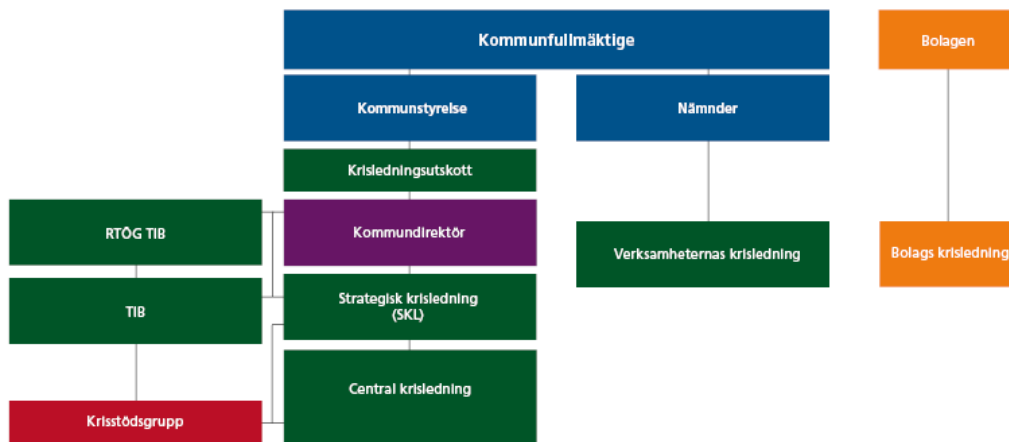 Kommunfullmäktige
Bolagen
Kommunstyrelse
Nämnder
Krisledningsutskott
RTÖG TIB
Kommundirektör
Verksamheternas krisledning
Bolags krisledning
TIB
Strategisk krisledning
(SKL)
Central krisledning
Krisstödsgrupp